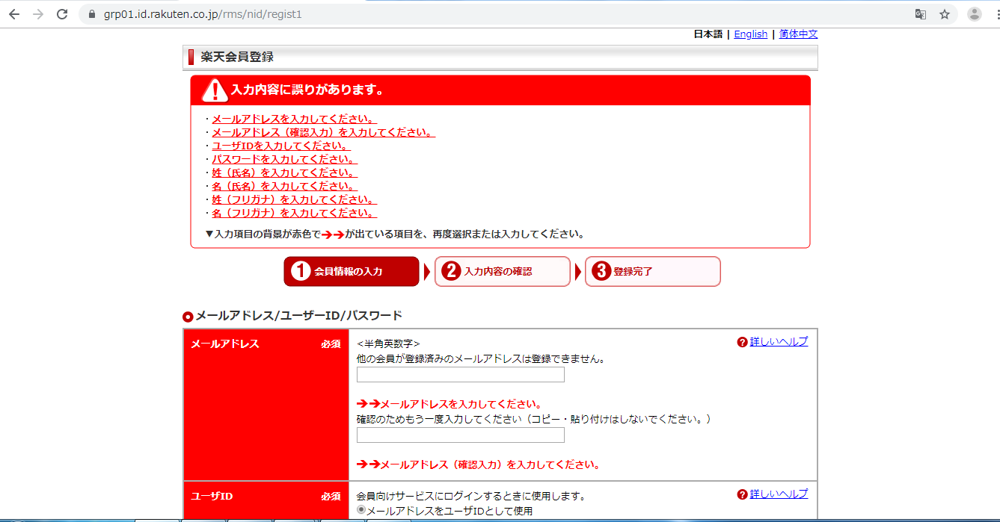 grp01.id.rakuten.co.jp/rms/nid/regist1
日本語 | English | 简体中文
楽天会員登録
入力内容に誤りがあります。
・メールアドレスを入力してください。
・メールアドレス（確認入力）を入力してください。
・ユーザIDを入力してください。
・パスワードを入力してください。
・姓（氏名）を入力してください。
・名（氏名）を入力してください。
・姓（フリガナ）を入力してください。
・名（フリガナ）を入力してください。
▼入力項目の背景が赤色で➔➔が出ている項目を、再度選択または入力してください。
1 会員情報の入力 2 入力内容の確認 3 登録完了
メールアドレス/ユーザーID/パスワード
メールアドレス 必須 <半角英数字> ? 詳しいヘルプ
他の会員が登録済みのメールアドレスは登録できません。
➔➔メールアドレスを入力してください。
確認のためもう一度入力してください（コピー・貼り付けはしないでください。）
➔➔メールアドレス（確認入力）を入力してください。
ユーザID 必須 会員向けサービスにログインするときに使用します。 ? 詳しいヘルプ
メールアドレスをユーザIDとして使用